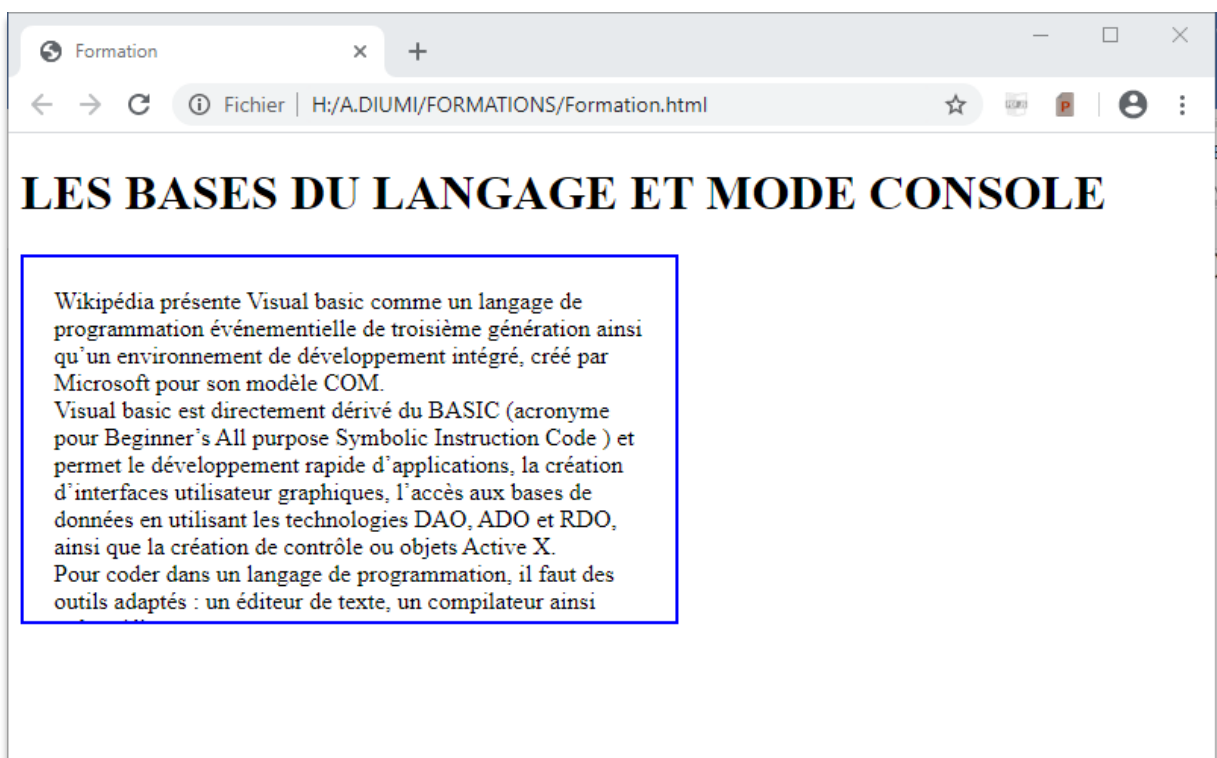 Formation
Fichier | H:/A.DIUMI/FORMATIONS/Formation.html
P
LES BASES DU LANGAGE ET MODE CONSOLE
Wikipédia présente Visual basic comme un langage de
programmation événementielle de troisième génération ainsi
qu’un environnement de développement intégré, créé par
Microsoft pour son modèle COM.
Visual basic est directement dérivé du BASIC (acronyme
pour Beginner’s All purpose Symbolic Instruction Code ) et
permet le développement rapide d’applications, la création
d’interfaces utilisateur graphiques, l’accès aux bases de
données en utilisant les technologies DAO, ADO et RDO,
ainsi que la création de contrôle ou objets Active X.
Pour coder dans un langage de programmation, il faut des
outils adaptés : un éditeur de texte, un compilateur ainsi